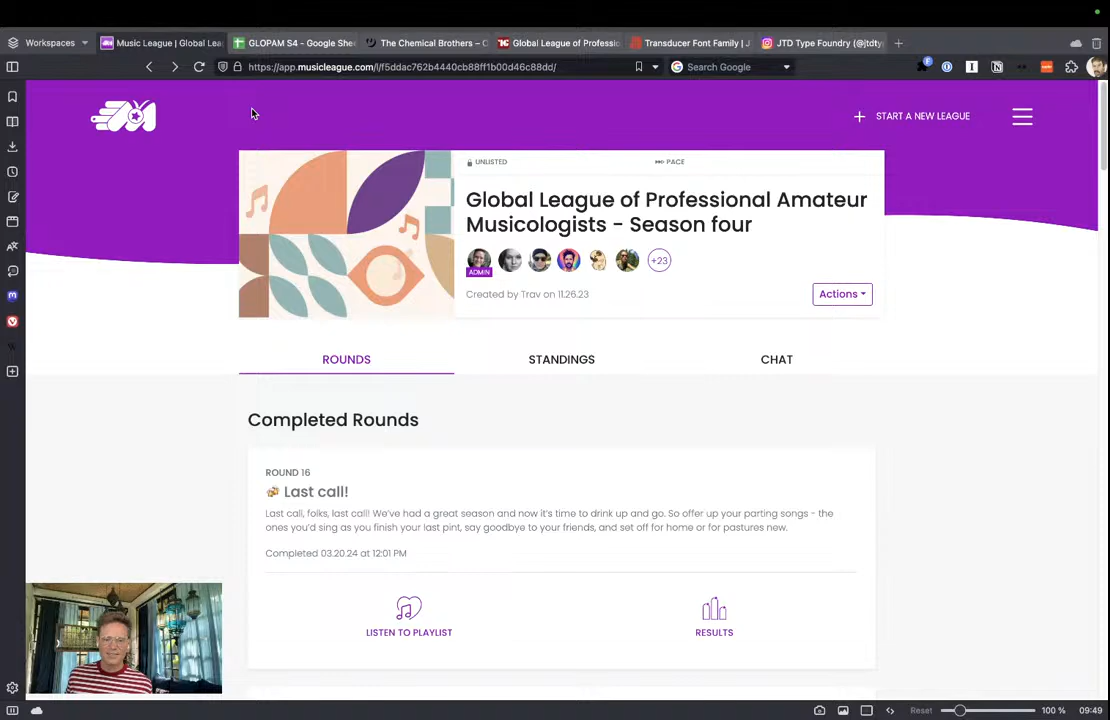 Workspaces
Music League | Global Lea
GLOPAM S4 - Google She
The Chemical Brothers – C
Global League of Professio
Transducer Font Family | J
JTD Type Foundry (@jtdty
https://app.musicleague.com/l/f5ddac762b4440cb88ff1b00d46c88dd/
Search Google
START A NEW LEAGUE
UNLISTED
PACE
Global League of Professional Amateur
Musicologists - Season four
ADMIN
+23
Created by Trav on 11.26.23
Actions
ROUNDS
STANDINGS
CHAT
Completed Rounds
ROUND 16
Last call!
Last call, folks, last call! We've had a great season and now it's time to drink up and go. So offer up your parting songs - the
ones you'd sing as you finish your last pint, say goodbye to your friends, and set off for home or for pastures new.
Completed 03.20.24 at 12:01 PM
LISTEN TO PLAYLIST
RESULTS
Reset
100 %
09:49